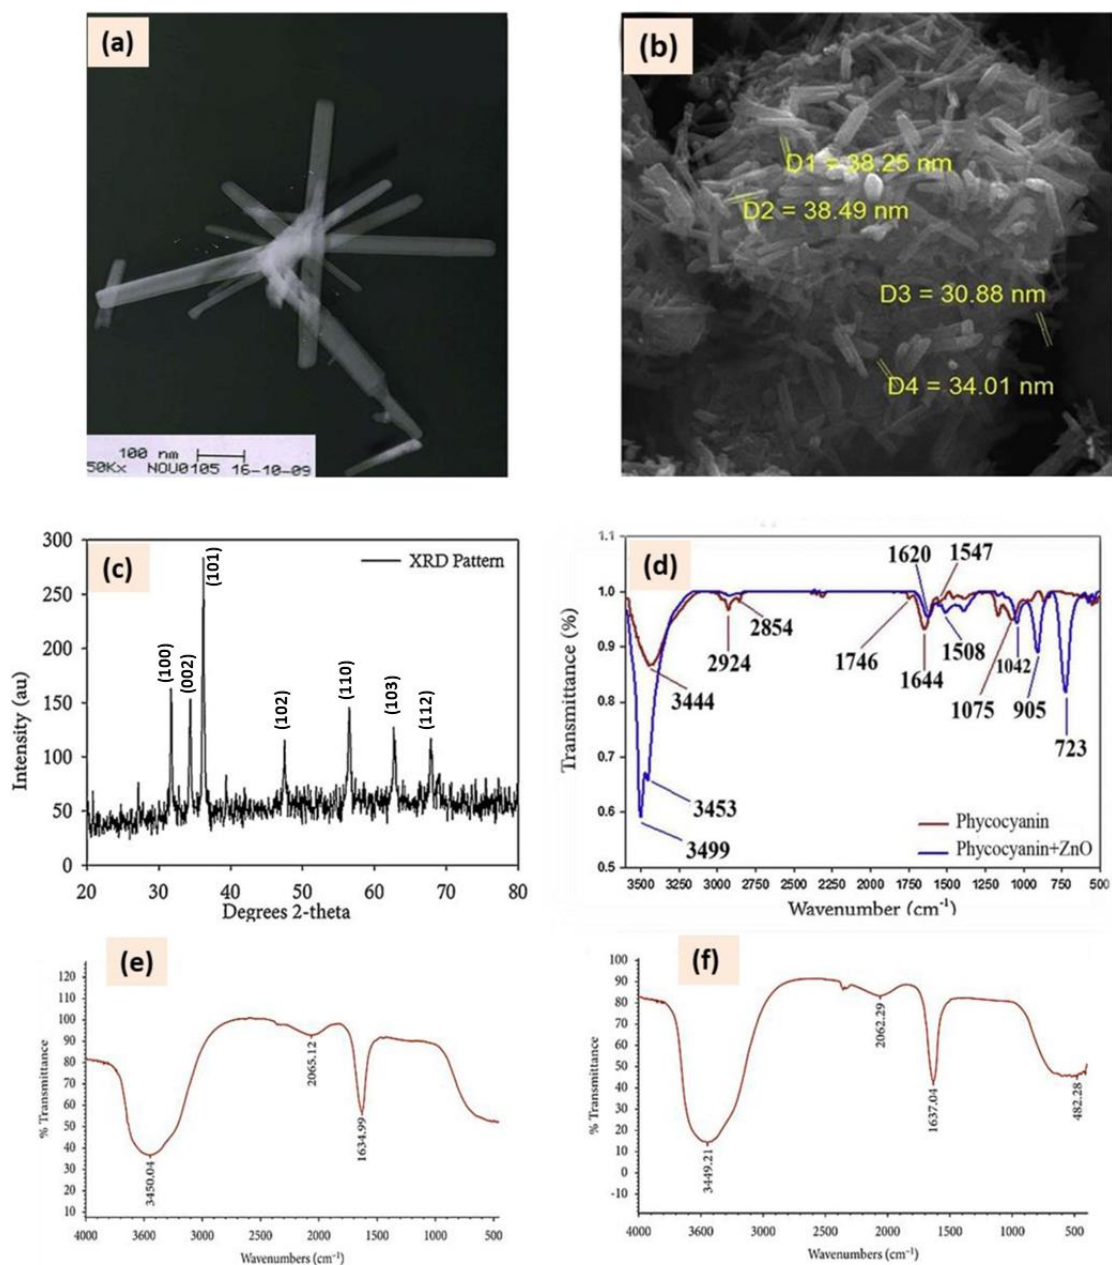 (a)
100 nm
50Kx NOU0105 16-10-09
(b)
D1 = 38.25 nm
D2 = 38.49 nm
D3 = 30.88 nm
D4 = 34.01 nm
(c)
XRD Pattern
(100)
(002)
(101)
(102)
(110)
(103)
(112)
300
250
200
150
100
50
0
Intensity (au)
20 30 40 50 60 70 80
Degrees 2-theta
(d)
1.1
1.0
0.9
0.8
0.7
0.6
0.5
Transmittance (%)
1620
1547
2854
2924
3444
1746
1644
1508
1075
1042
905
723
3453
3499
Phycocyanin
Phycocyanin+ZnO
3500 3000 2500 2000 1500 1000 500
Wavenumber (cm-1)
(e)
120
110
100
90
80
70
60
50
40
30
20
10
% Transmittance
3450.04
2065.12
1634.99
4000 3500 3000 2500 2000 1500 1000 500
Wavenumbers (cm-1)
(f)
100
90
80
70
60
50
40
30
20
10
0
-10
% Transmittance
3449.21
2062.29
1637.04
482.28
4000 3500 3000 2500 2000 1500 1000 500
Wavenumbers (cm-1)